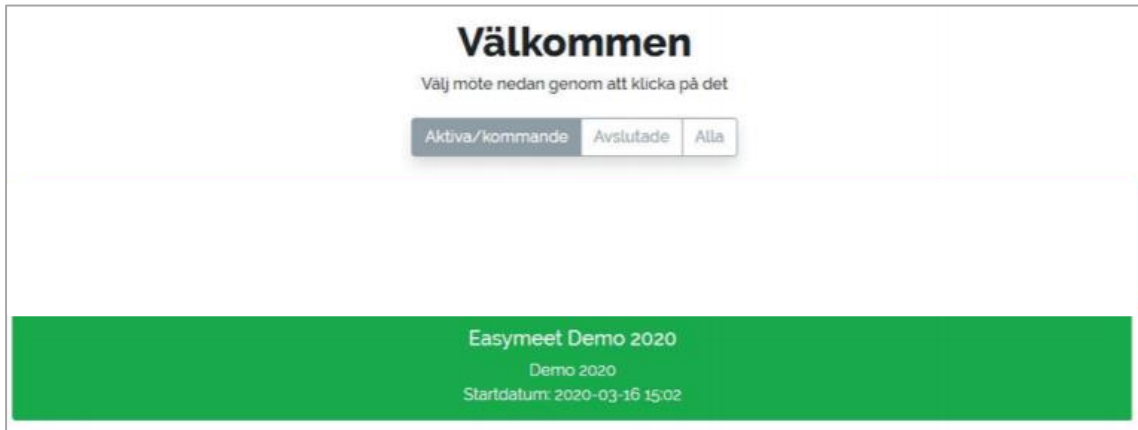 Välkommen
Välj möte nedan genom att klicka på det
Aktiva/kommande Avslutade Alla
Easymeet Demo 2020
Demo 2020
Startdatum: 2020-03-16 15:02